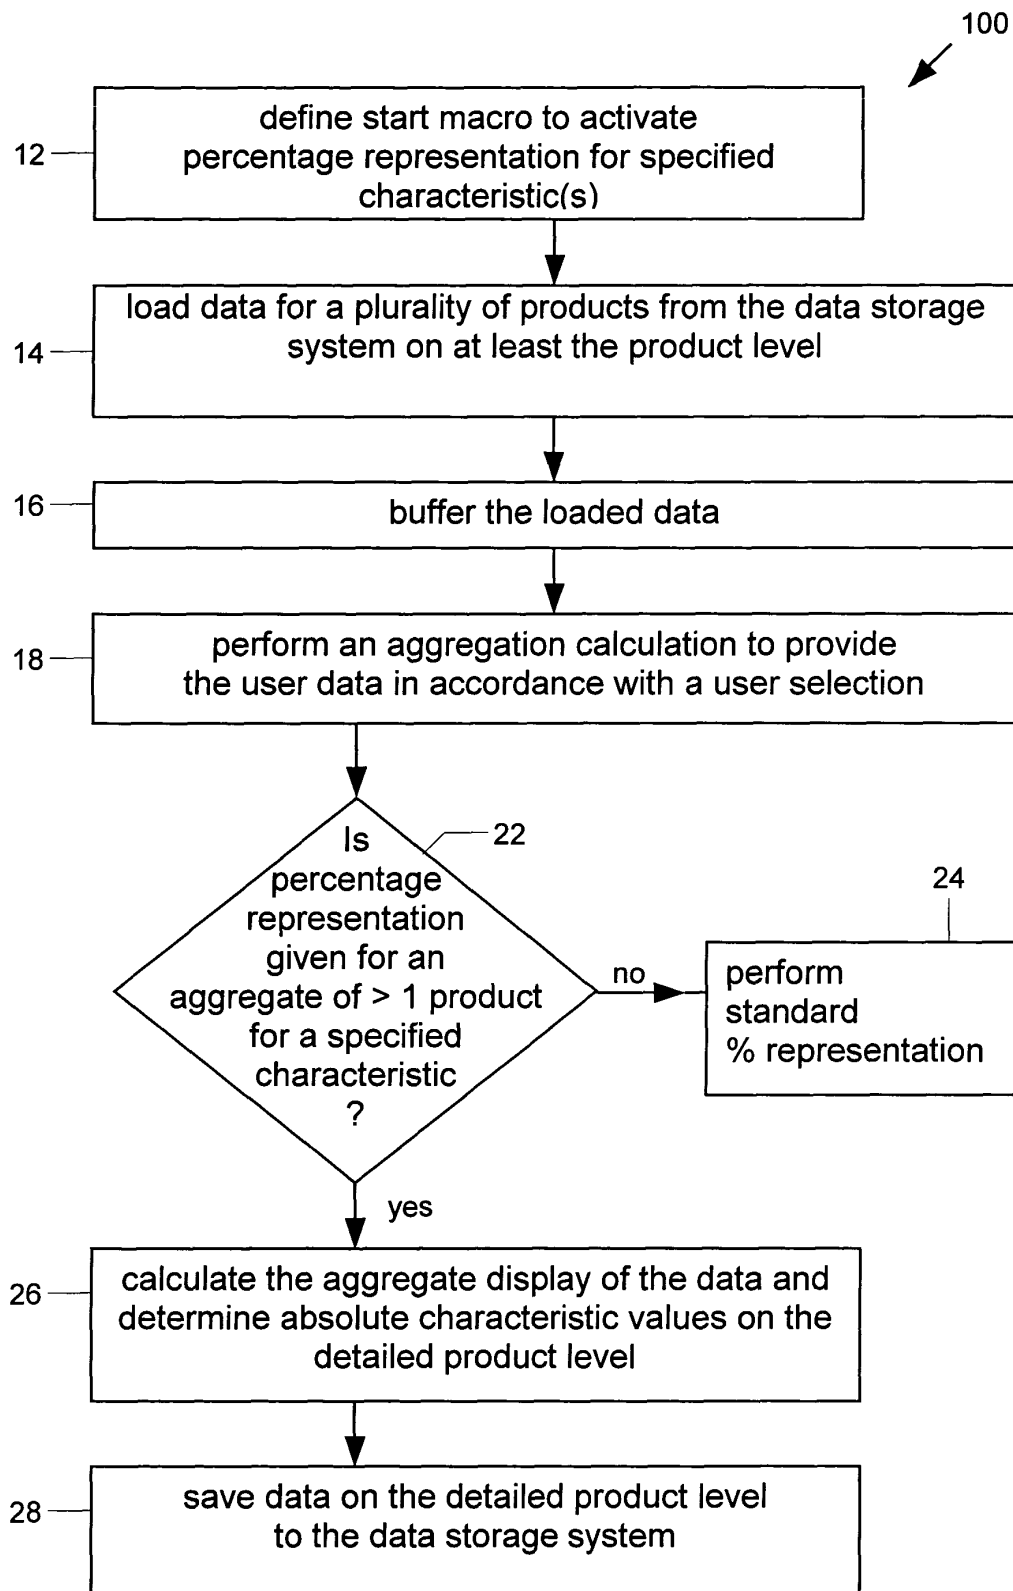 100
12
define start macro to activate
percentage representation for specified
characteristic(s)
14
load data for a plurality of products from the data storage
system on at least the product level
16
buffer the loaded data
18
perform an aggregation calculation to provide
the user data in accordance with a user selection
22
Is
percentage
representation
given for an
aggregate of > 1 product
for a specified
characteristic
?
no
24
perform
standard
% representation
yes
26
calculate the aggregate display of the data and
determine absolute characteristic values on the
detailed product level
28
save data on the detailed product level
to the data storage system